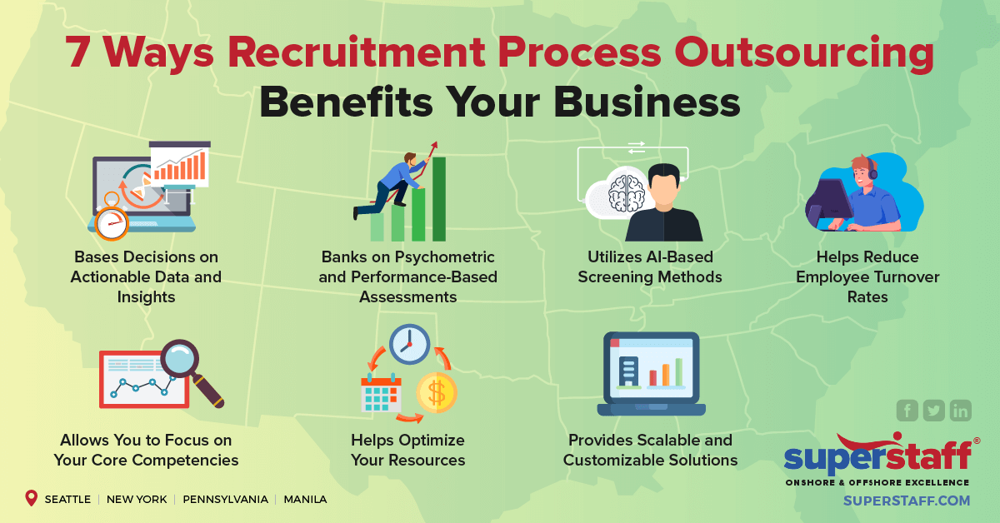 7 Ways Recruitment Process Outsourcing
Benefits Your Business
Bases Decisions on
Actionable Data and
Insights
Banks on Psychometric
and Performance-Based
Assessments
Utilizes AI-Based
Screening Methods
Helps Reduce
Employee Turnover
Rates
Allows You to Focus on
Your Core Competencies
Helps Optimize
Your Resources
Provides Scalable and
Customizable Solutions
superstaff®
ONSHORE & OFFSHORE EXCELLENCE
SUPERSTAFF.COM
SEATTLE | NEW YORK | PENNSYLVANIA | MANILA